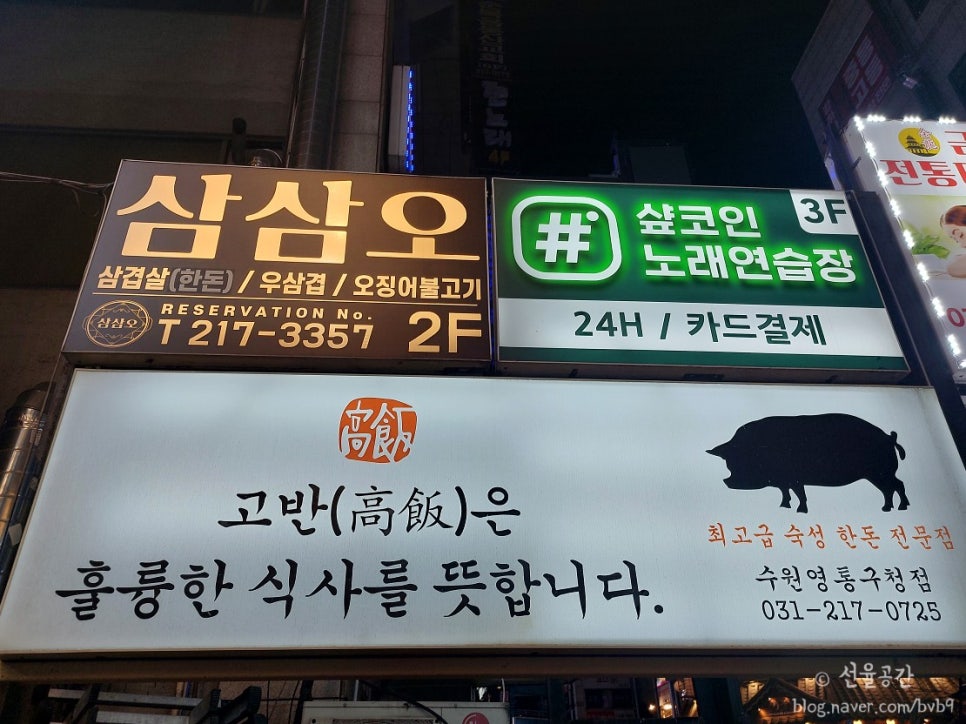 삼삼오
삼겹살(한돈) / 우삼겹 / 오징어불고기
삼삼오
RESERVATION No.
T 217-3357
2F
#샾코인
노래연습장
3F
24H / 카드결제
高飯
고반(高飯)은
훌륭한 식사를 뜻합니다.
최고급 숙성 한돈 전문점
수원영통구청점
031-217-0725
전통
© 선율공간
blog.naver.com/bvb9